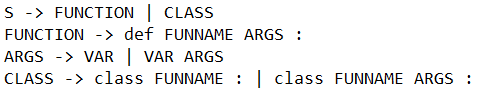 S -> FUNCTION | CLASS
FUNCTION -> def FUNNAME ARGS :
ARGS -> VAR | VAR ARGS
CLASS -> class FUNNAME : | class FUNNAME ARGS :